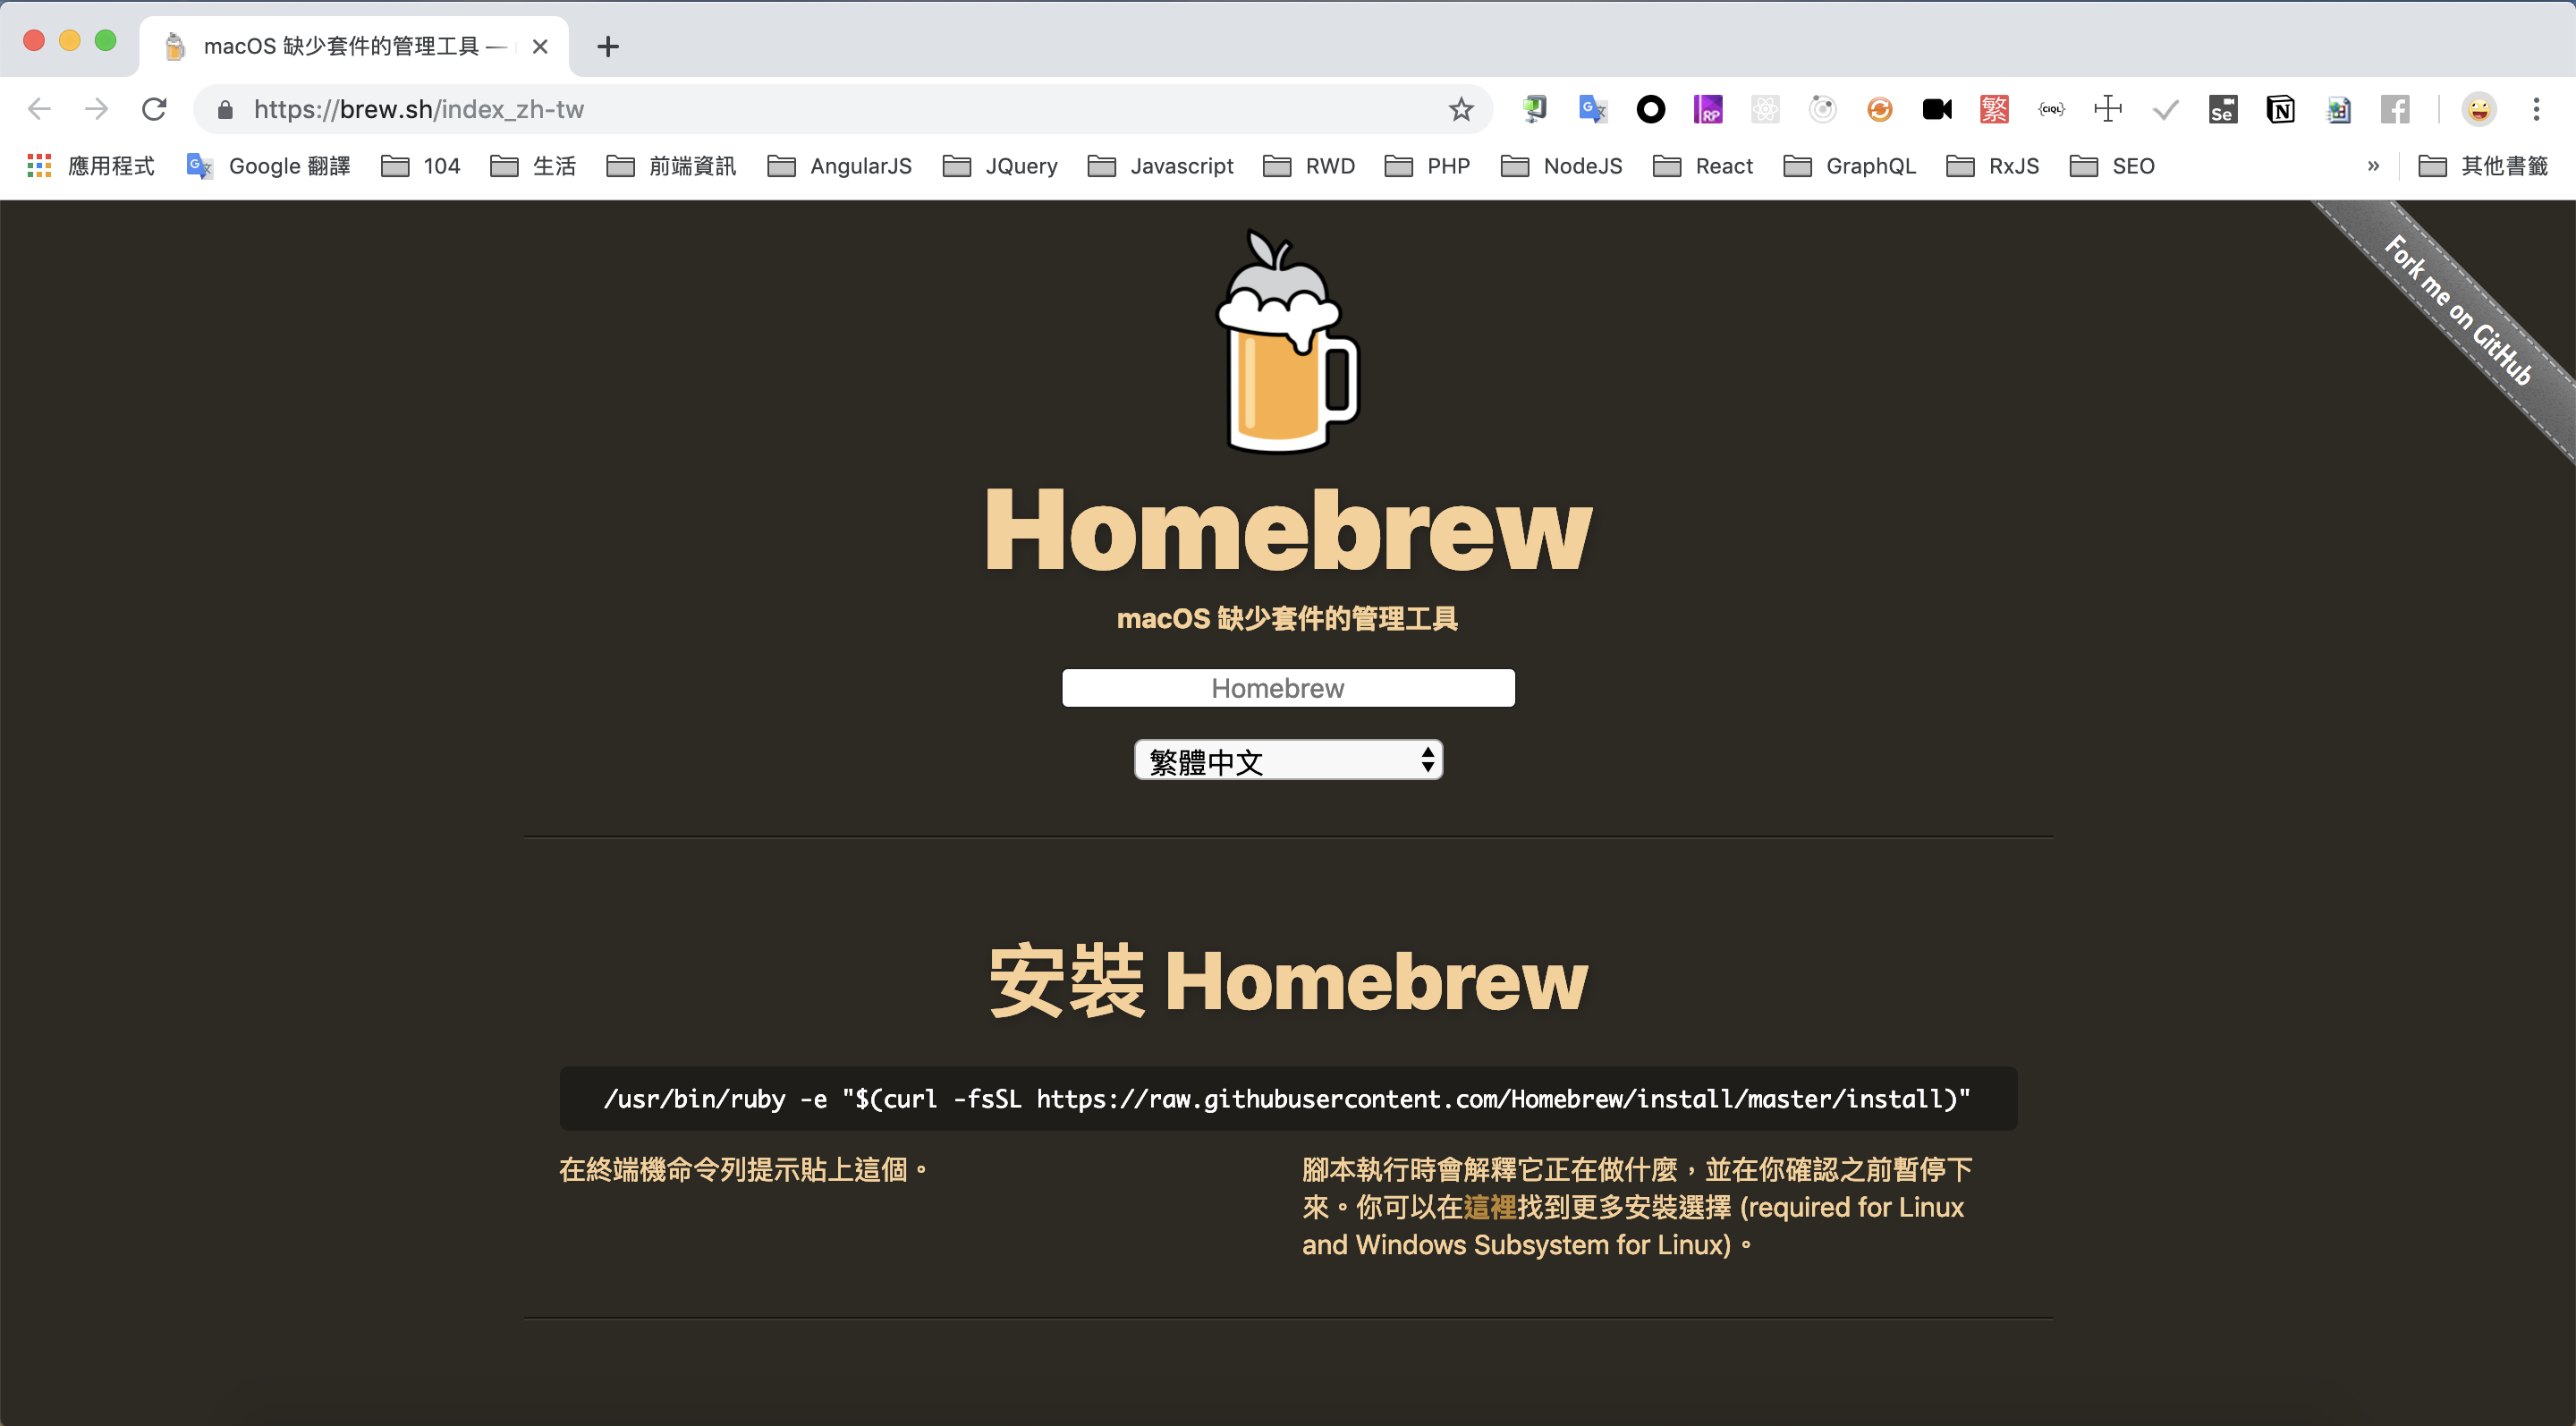 macOS 缺少套件的管理工具 —
https://brew.sh/index_zh-tw
應用程式 Google 翻譯 104 生活 前端資訊 AngularJS JQuery Javascript RWD PHP NodeJS React GraphQL RxJS SEO » 其他書籤
Fork me on GitHub
Homebrew
macOS 缺少套件的管理工具
Homebrew
繁體中文
安裝 Homebrew
/usr/bin/ruby -e "$(curl -fsSL https://raw.githubusercontent.com/Homebrew/install/master/install)"
在終端機命令列提示貼上這個。
腳本執行時會解釋它正在做什麼，並在你確認之前暫停下
來。你可以在這裡找到更多安裝選擇 (required for Linux
and Windows Subsystem for Linux)。